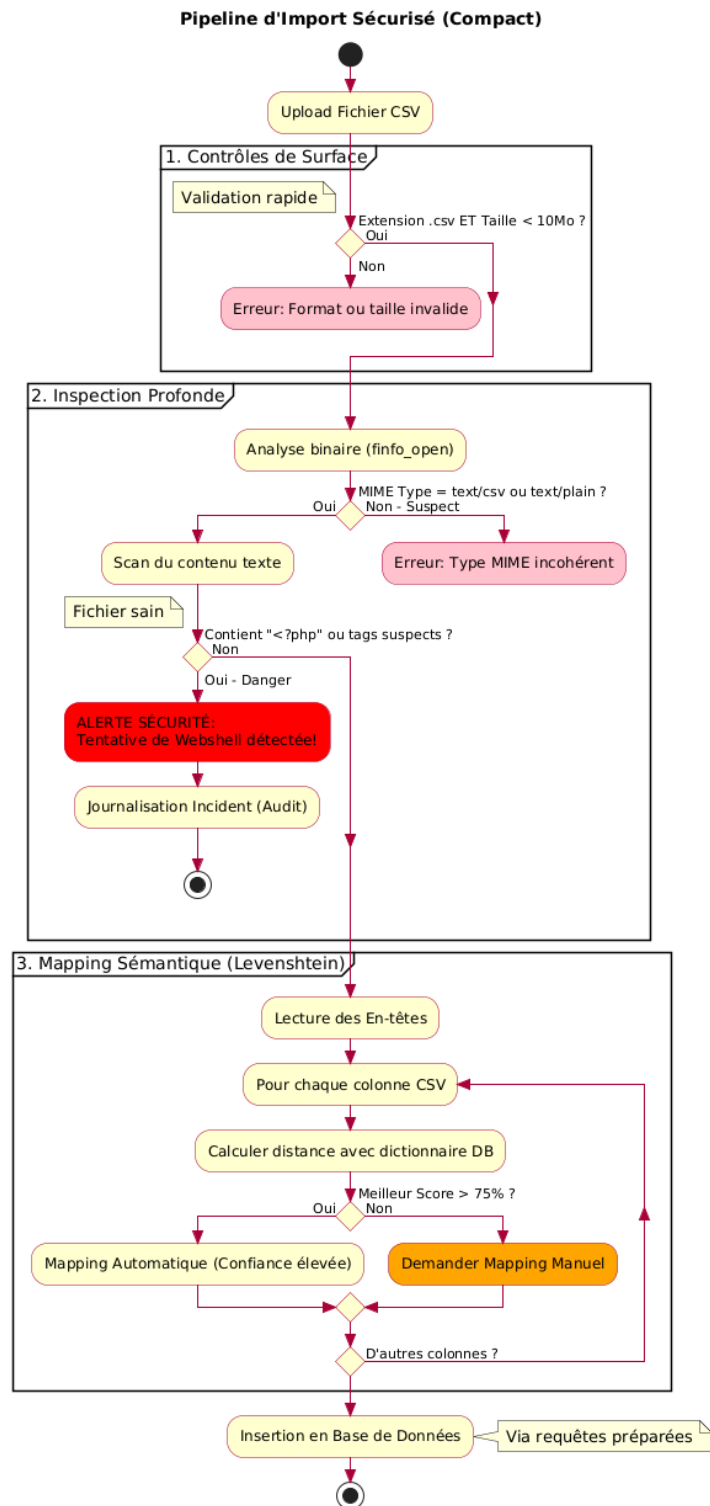 Pipeline d'Import Sécurisé (Compact)
Upload Fichier CSV
1. Contrôles de Surface
Validation rapide
Extension .csv ET Taille < 10Mo ?
Oui
Non
Erreur: Format ou taille invalide
2. Inspection Profonde
Analyse binaire (finfo_open)
MIME Type = text/csv ou text/plain ?
Oui
Non - Suspect
Scan du contenu texte
Erreur: Type MIME incohérent
Fichier sain
Contient "<?php" ou tags suspects ?
Non
Oui - Danger
ALERTE SÉCURITÉ:
Tentative de Webshell détectée!
Journalisation Incident (Audit)
3. Mapping Sémantique (Levenshtein)
Lecture des En-têtes
Pour chaque colonne CSV
Calculer distance avec dictionnaire DB
Meilleur Score > 75% ?
Oui
Non
Mapping Automatique (Confiance élevée)
Demander Mapping Manuel
D'autres colonnes ?
Insertion en Base de Données
Via requêtes préparées